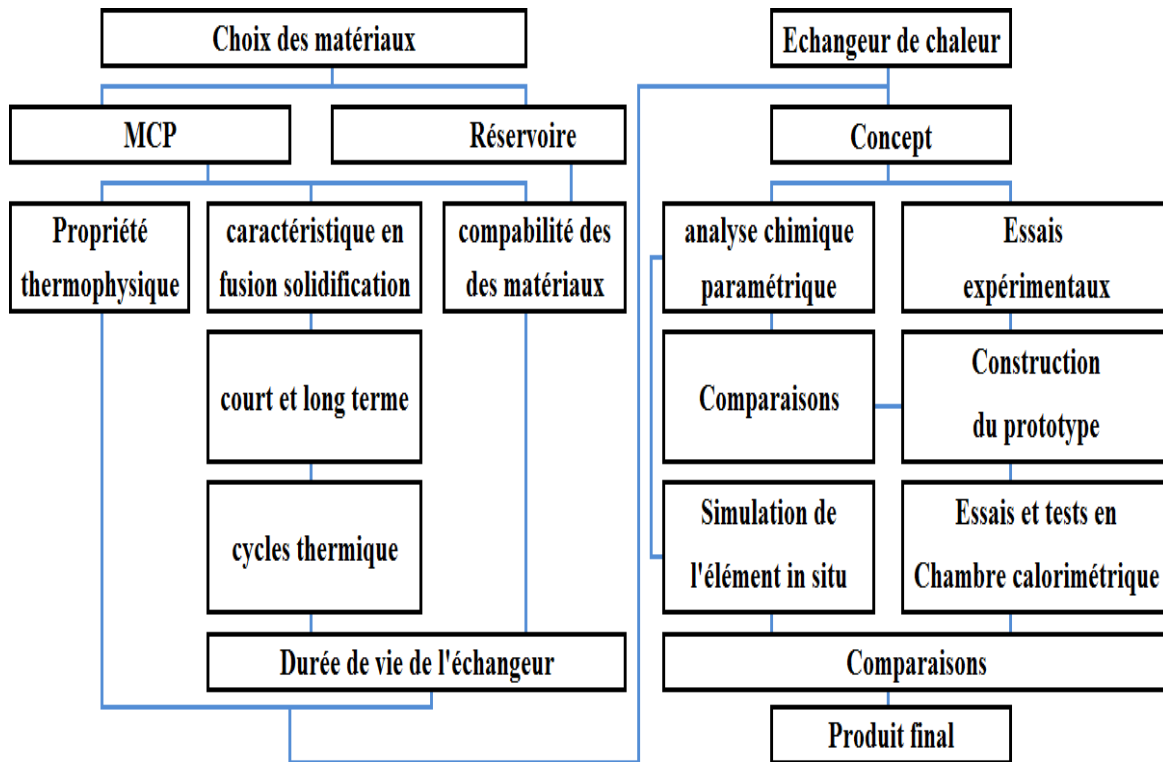 Choix des matériaux
MCP
Réservoire
Propriété
thermophysique
caractéristique en
fusion solidification
compabilité des
des matériaux
court et long terme
cycles thermique
Durée de vie de l'échangeur
Echangeur de chaleur
Concept
analyse chimique
paramétrique
Essais
expérimentaux
Comparaisons
Construction
du prototype
Simulation de
l'élément in situ
Essais et tests en
Chambre calorimétrique
Comparaisons
Produit final